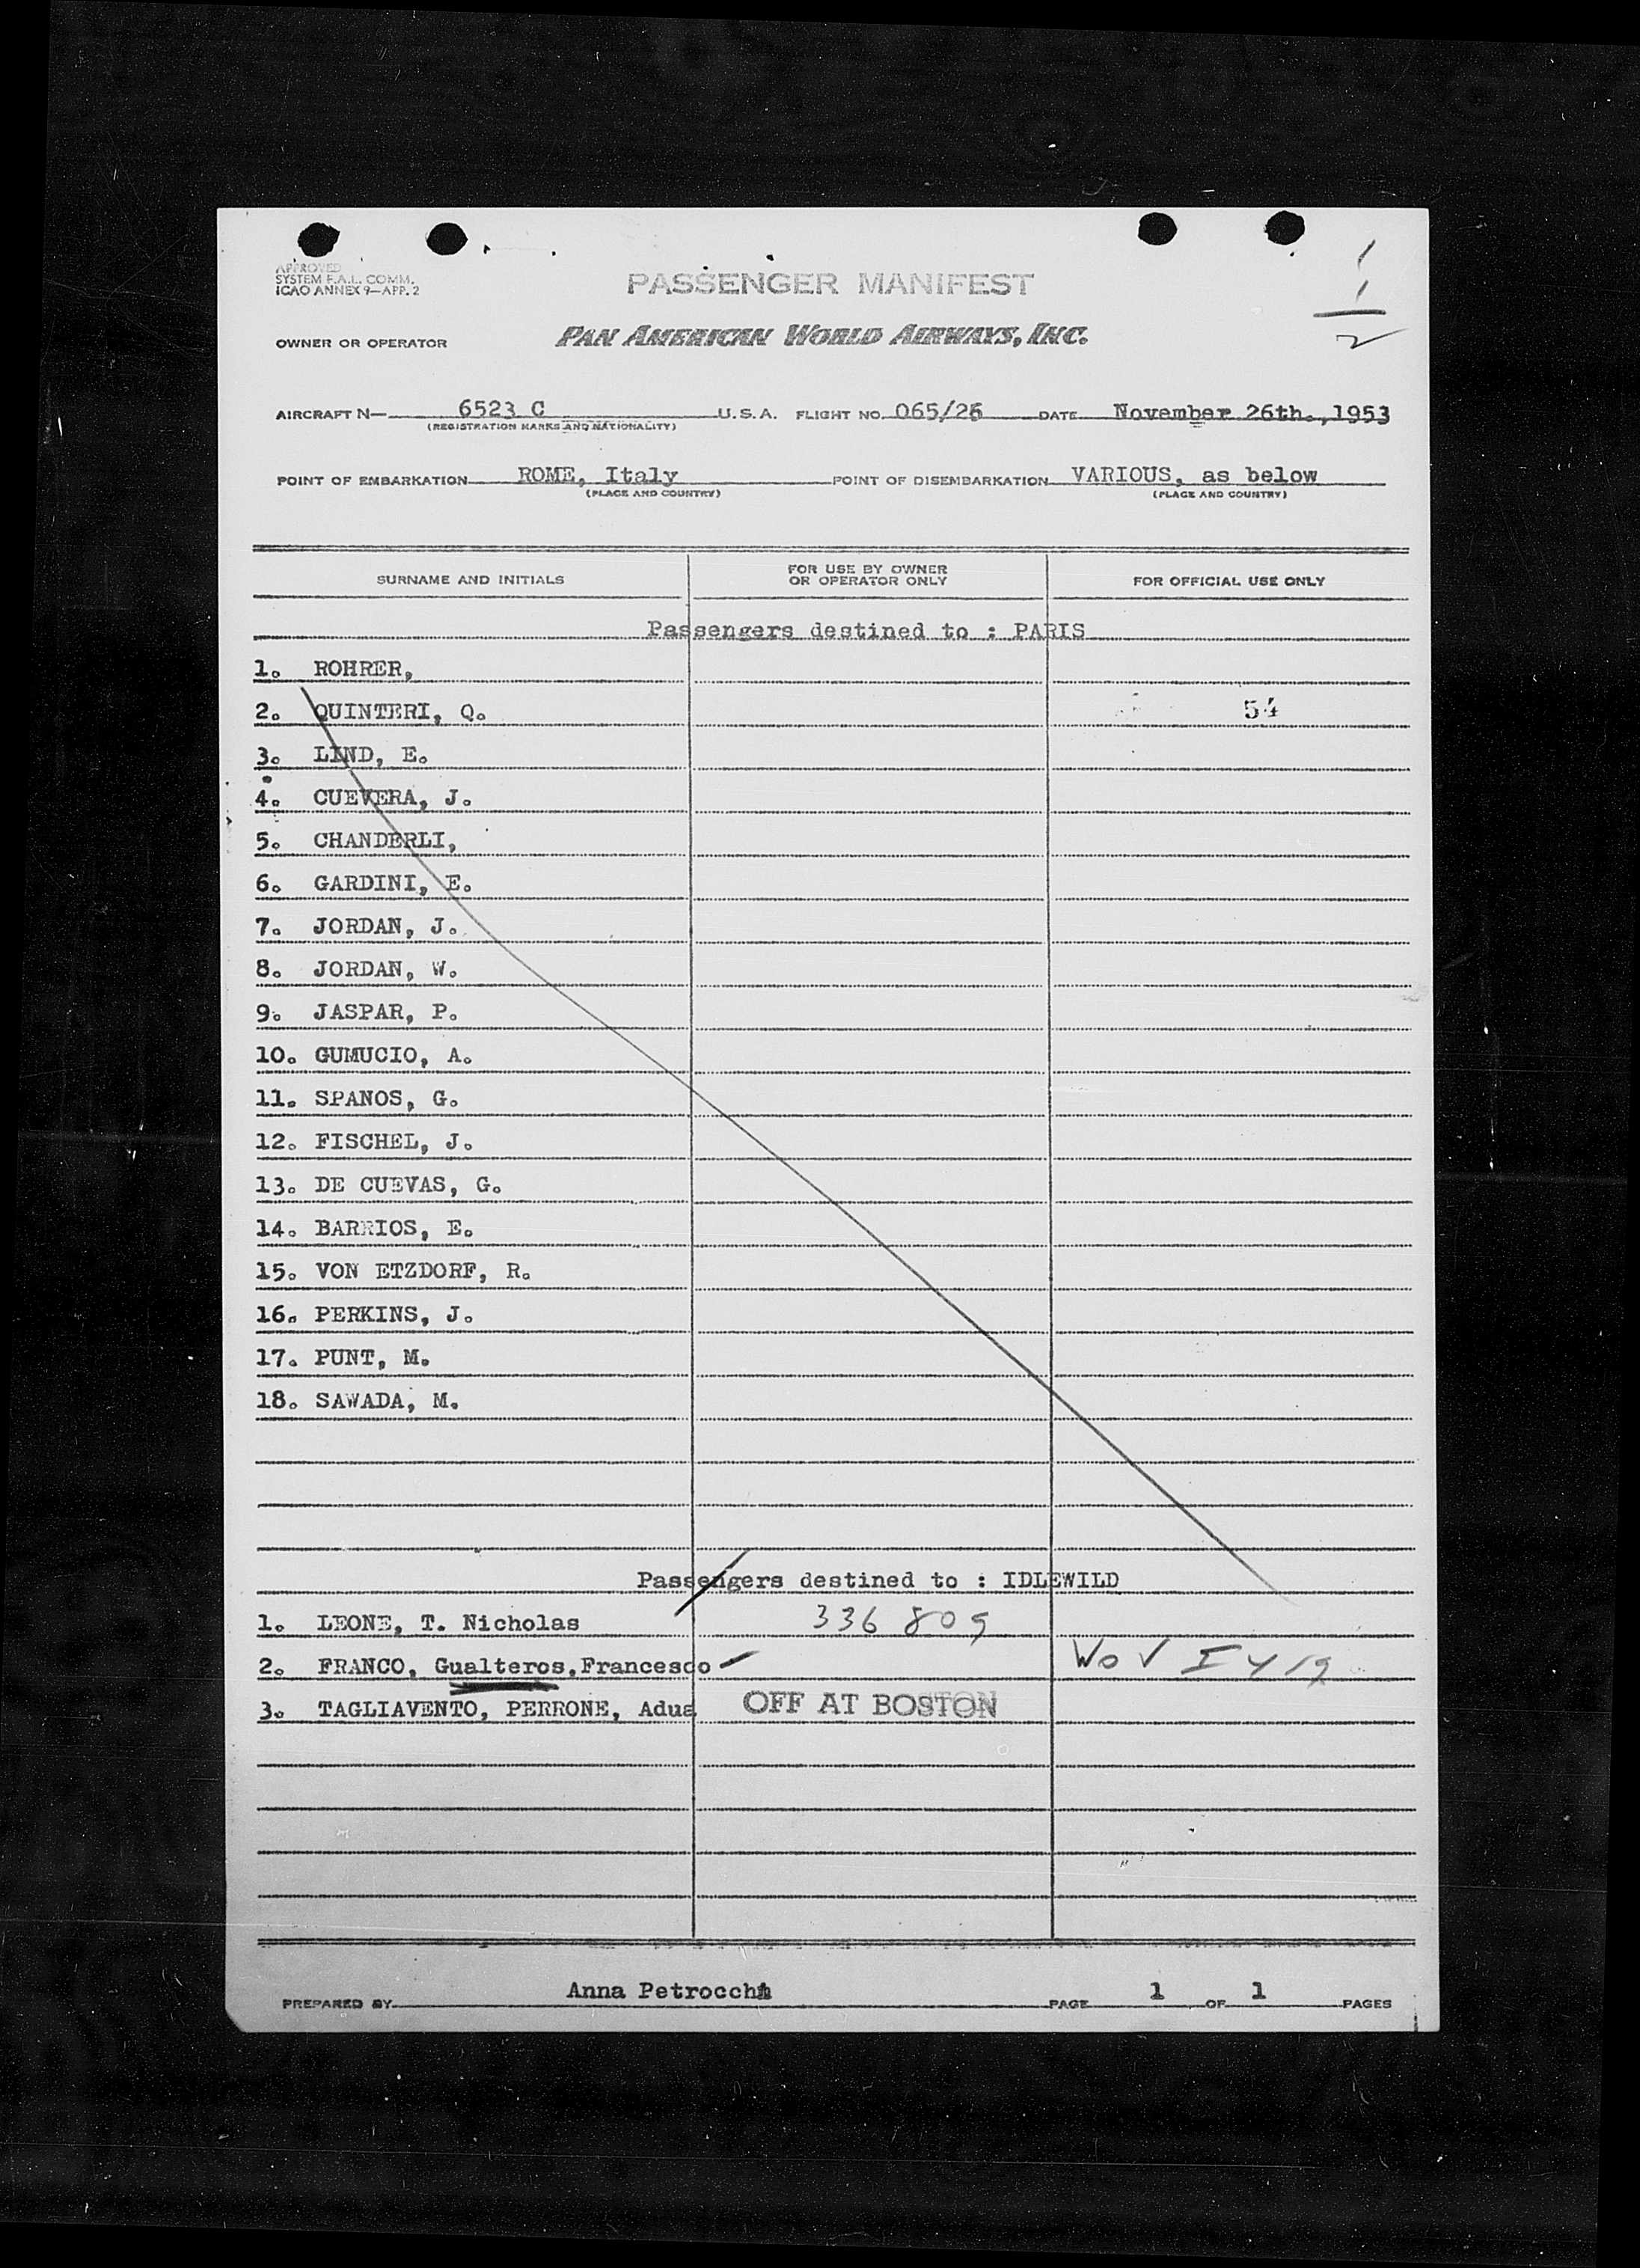 APPROVED
SYSTEM F.A.L. COMM.
ICAO ANNEX 9—APP. 2
PASSENGER MANIFEST
1
1
2
OWNER OR OPERATOR PAN AMERICAN WORLD AIRWAYS, INC.
AIRCRAFT N— 6523 C U.S.A. FLIGHT NO. 065/26 DATE November 26th.,1953
(REGISTRATION MARKS AND NATIONALITY)
POINT OF EMBARKATION ROME, Italy POINT OF DISEMBARKATION VARIOUS, as below
(PLACE AND COUNTRY) (PLACE AND COUNTRY)
SURNAME AND INITIALS FOR USE BY OWNER OR OPERATOR ONLY FOR OFFICIAL USE ONLY
Passengers destined to : PARIS
1. ROHRER,
2. QUINTERI, Q. 54
3. LIND, E.
4. CUEVERA, J.
5. CHANDERLI,
6. GARDINI, E.
7. JORDAN, J.
8. JORDAN, W.
9. JASPAR, P.
10. GUMUCIO, A.
11. SPANOS, G.
12. FISCHEL, J.
13. DE CUEVAS, G.
14. BARRIOS, E.
15. VON ETZDORF, R.
16. PERKINS, J.
17. PUNT, M.
18. SAWADA, M.
Passengers destined to : IDLEWILD
1. LEONE, T. Nicholas 336 809
2. FRANCO, Gualteros,Francesco
3. TAGLIAVENTO, PERRONE, Adua OFF AT BOSTON
PREPARED BY Anna Petrocchi PAGE 1 OF 1 PAGES